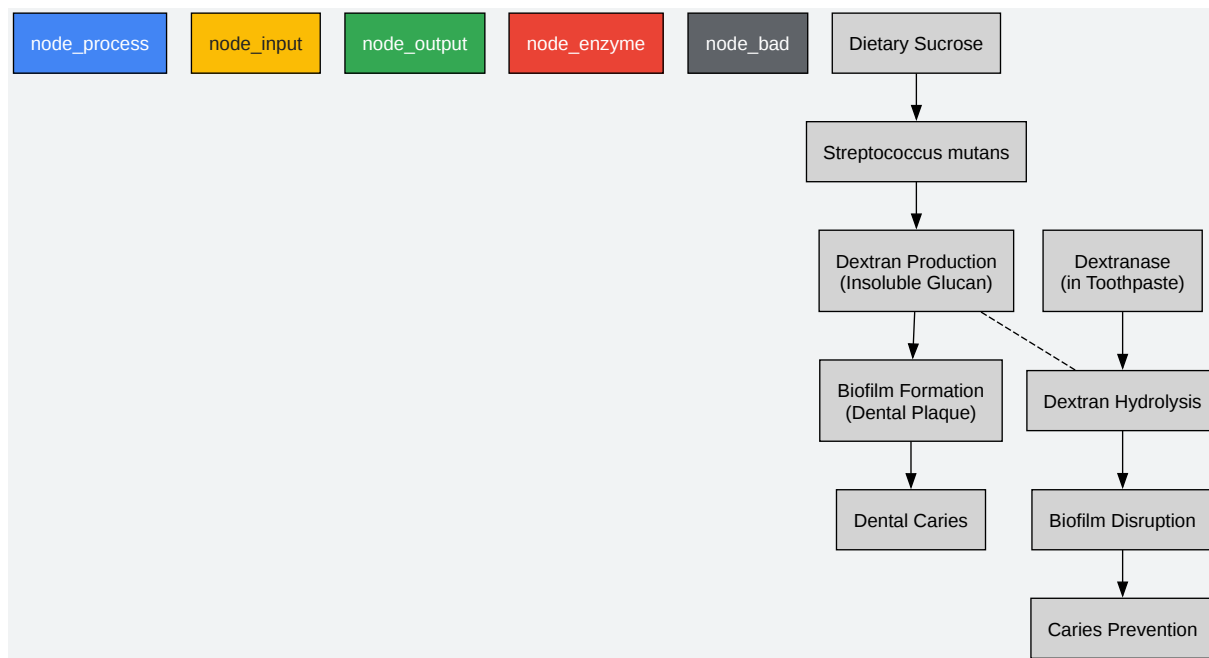 node_process
node_input
node_output
node_enzyme
node_bad
Dietary Sucrose
Streptococcus mutans
Dextran Production
(Insoluble Glucan)
Dextranase
(in Toothpaste)
Biofilm Formation
(Dental Plaque)
Dextran Hydrolysis
Dental Caries
Biofilm Disruption
Caries Prevention